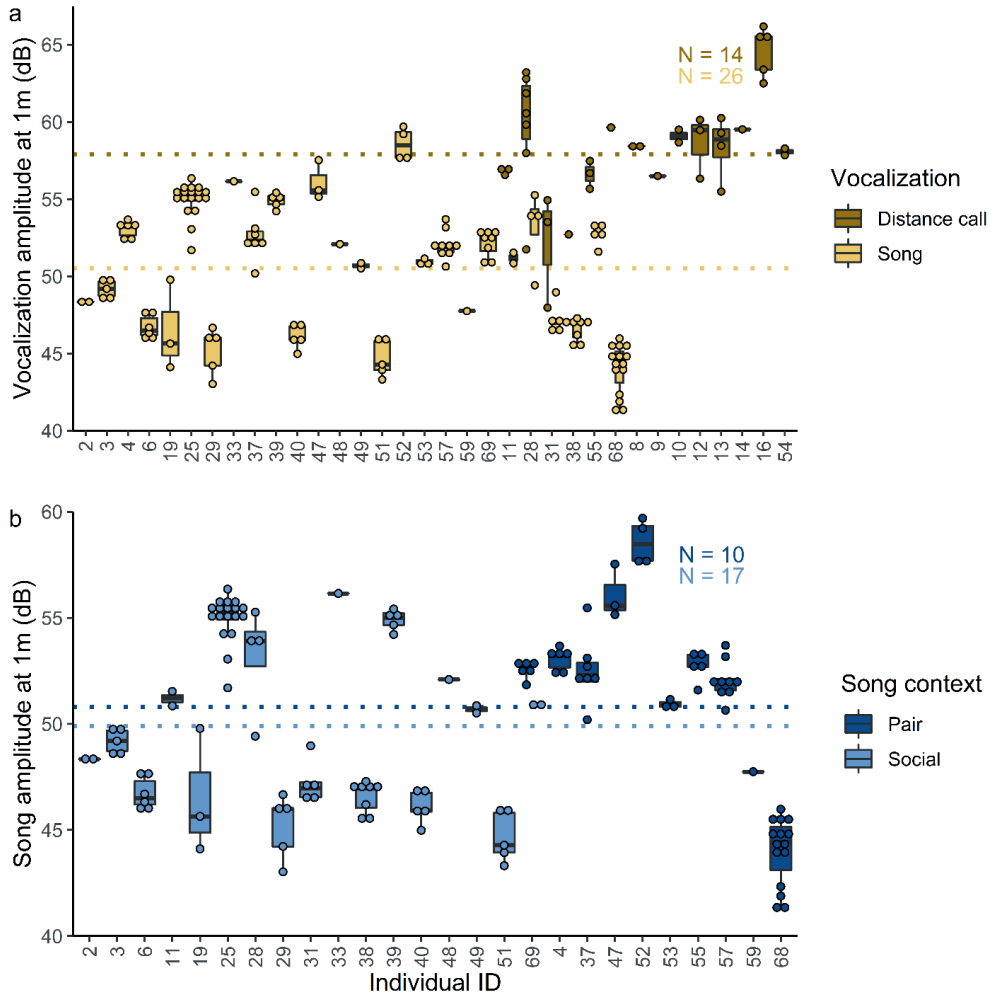 a
Vocalization amplitude at 1m (dB)
65
60
55
50
45
40
N = 14
N = 26
Vocalization
Distance call
Song
2 3 4 6 19 25 29 33 37 39 40 47 48 49 51 52 53 57 59 69 11 28 31 38 55 68 8 9 10 12 13 14 16 54
b
Song amplitude at 1m (dB)
60
55
50
45
40
N = 10
N = 17
Song context
Pair
Social
2 3 6 11 19 25 28 29 31 33 38 39 40 48 49 51 69 4 37 47 52 53 55 57 59 68
Individual ID